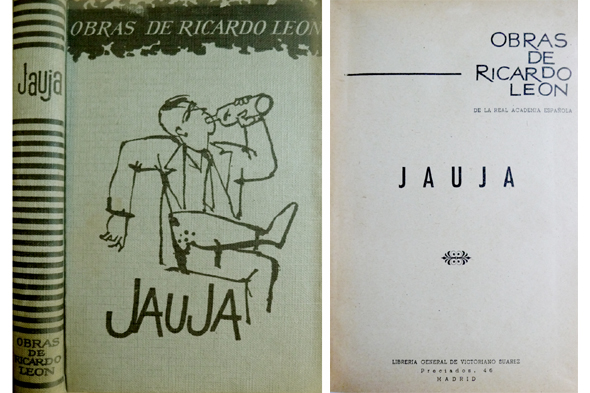 Jauja
OBRAS
DE
RICARDO
LEON
OBRAS DE RICARDO LEON
JAUJA
OBRAS
DE
RICARDO
LEON
DE LA REAL ACADEMIA ESPAÑOLA
JAUJA
LIBRERIA GENERAL DE VICTORIANO SUAREZ
Preciados, 46
MADRID